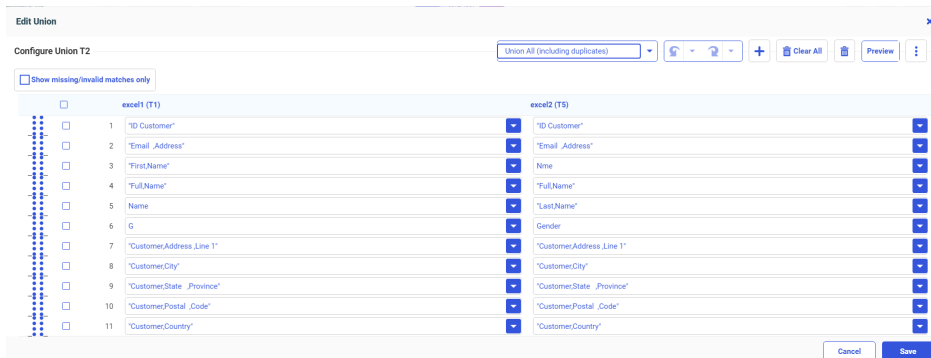 Edit Union
Configure Union T2
Union All (including duplicates)
Clear All
Preview
Show missing/invalid matches only
excel1 (T1) excel2 (T5)
1 "ID Customer" "ID Customer"
2 "Email ,Address" "Email ,Address"
3 "First,Name" Nme
4 "Full,Name" "Full,Name"
5 Name "Last,Name"
6 G Gender
7 "Customer,Address ,Line 1" "Customer,Address ,Line 1"
8 "Customer,City" "Customer,City"
9 "Customer,State ,Province" "Customer,State ,Province"
10 "Customer,Postal ,Code" "Customer,Postal ,Code"
11 "Customer,Country" "Customer,Country"
Cancel Save